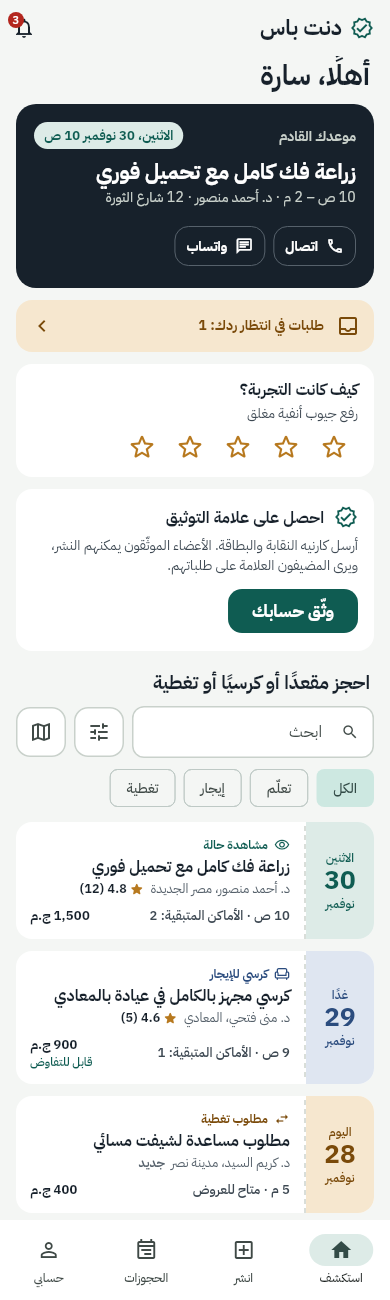 دنت باس
3
أهلًا، سارة
موعدك القادم
الاثنين، 30 نوفمبر 10 ص
زراعة فك كامل مع تحميل فوري
10 ص – 2 م · د. أحمد منصور · 12 شارع الثورة
اتصال
واتساب
طلبات في انتظار ردك: 1
كيف كانت التجربة؟
رفع جيوب أنفية مغلق
احصل على علامة التوثيق
أرسل كارنيه النقابة والبطاقة. الأعضاء الموثّقون يمكنهم النشر،
ويرى المضيفون العلامة على طلباتهم.
وثّق حسابك
احجز مقعدًا أو كرسيًا أو تغطية
ابحث
الكل
تعلّم
إيجار
تغطية
الاثنين
30
نوفمبر
مشاهدة حالة
زراعة فك كامل مع تحميل فوري
د. أحمد منصور، مصر الجديدة 4.8 (12)
10 ص · الأماكن المتبقية: 2
1,500 ج.م
غدًا
29
نوفمبر
كرسي للإيجار
كرسي مجهز بالكامل في عيادة بالمعادي
د. منى فتحي، المعادي 4.6 (5)
9 ص · الأماكن المتبقية: 1
900 ج.م
قابل للتفاوض
اليوم
28
نوفمبر
مطلوب تغطية
مطلوب مساعدة لشيفت مسائي
د. كريم السيد، مدينة نصر جديد
5 م · متاح للعروض
400 ج.م
استكشف
انشر
الحجوزات
حسابي